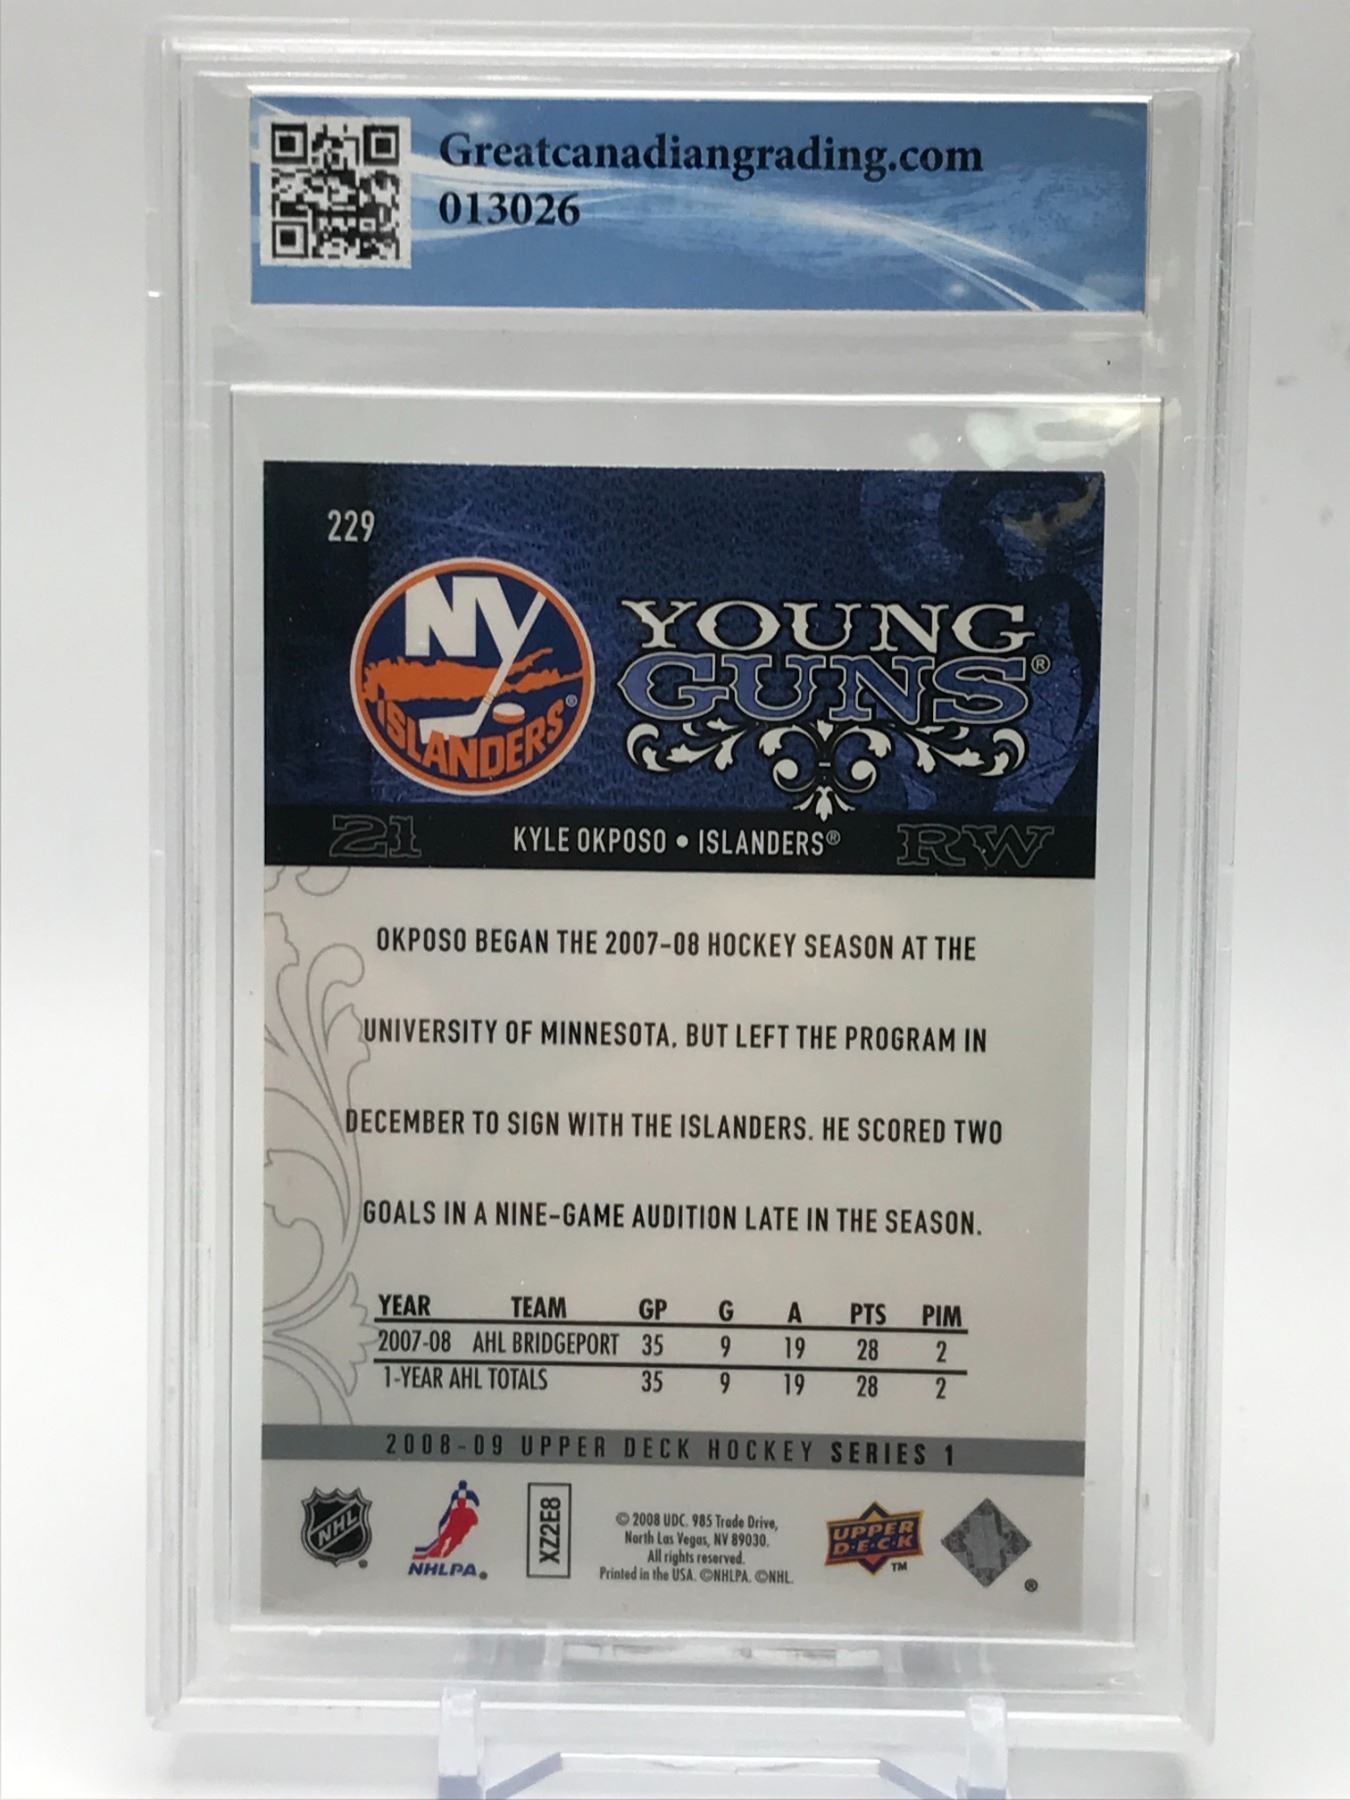 Greatcanadiangrading.com
013026
229
NY
ISLANDERS®
YOUNG
GUNS®
21 KYLE OKPOSO • ISLANDERS® RW
OKPOSO BEGAN THE 2007-08 HOCKEY SEASON AT THE
UNIVERSITY OF MINNESOTA, BUT LEFT THE PROGRAM IN
DECEMBER TO SIGN WITH THE ISLANDERS. HE SCORED TWO
GOALS IN A NINE-GAME AUDITION LATE IN THE SEASON.
YEAR TEAM GP G A PTS PIM
2007-08 AHL BRIDGEPORT 35 9 19 28 2
1-YEAR AHL TOTALS 35 9 19 28 2
2008-09 UPPER DECK HOCKEY SERIES 1
NHL®
NHLPA®
XZ2E8
© 2008 UDC. 985 Trade Drive,
North Las Vegas, NV 89030.
All rights reserved.
Printed in the USA. ©NHLPA. ©NHL.
UPPER
D·E·C·K
™
®